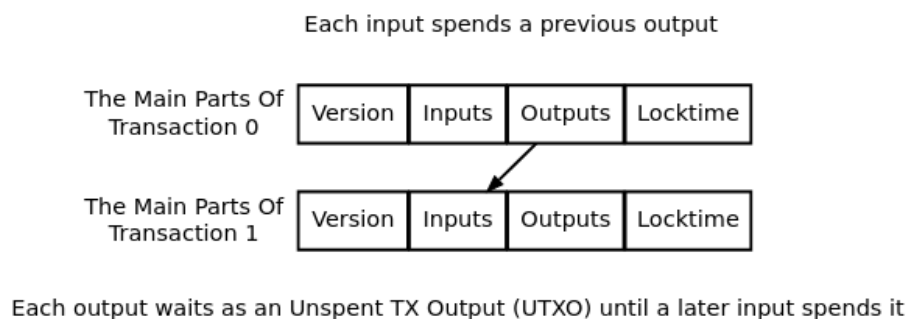 Each input spends a previous output
The Main Parts Of
Transaction 0
Version Inputs Outputs Locktime
The Main Parts Of
Transaction 1
Version Inputs Outputs Locktime
Each output waits as an Unspent TX Output (UTXO) until a later input spends it